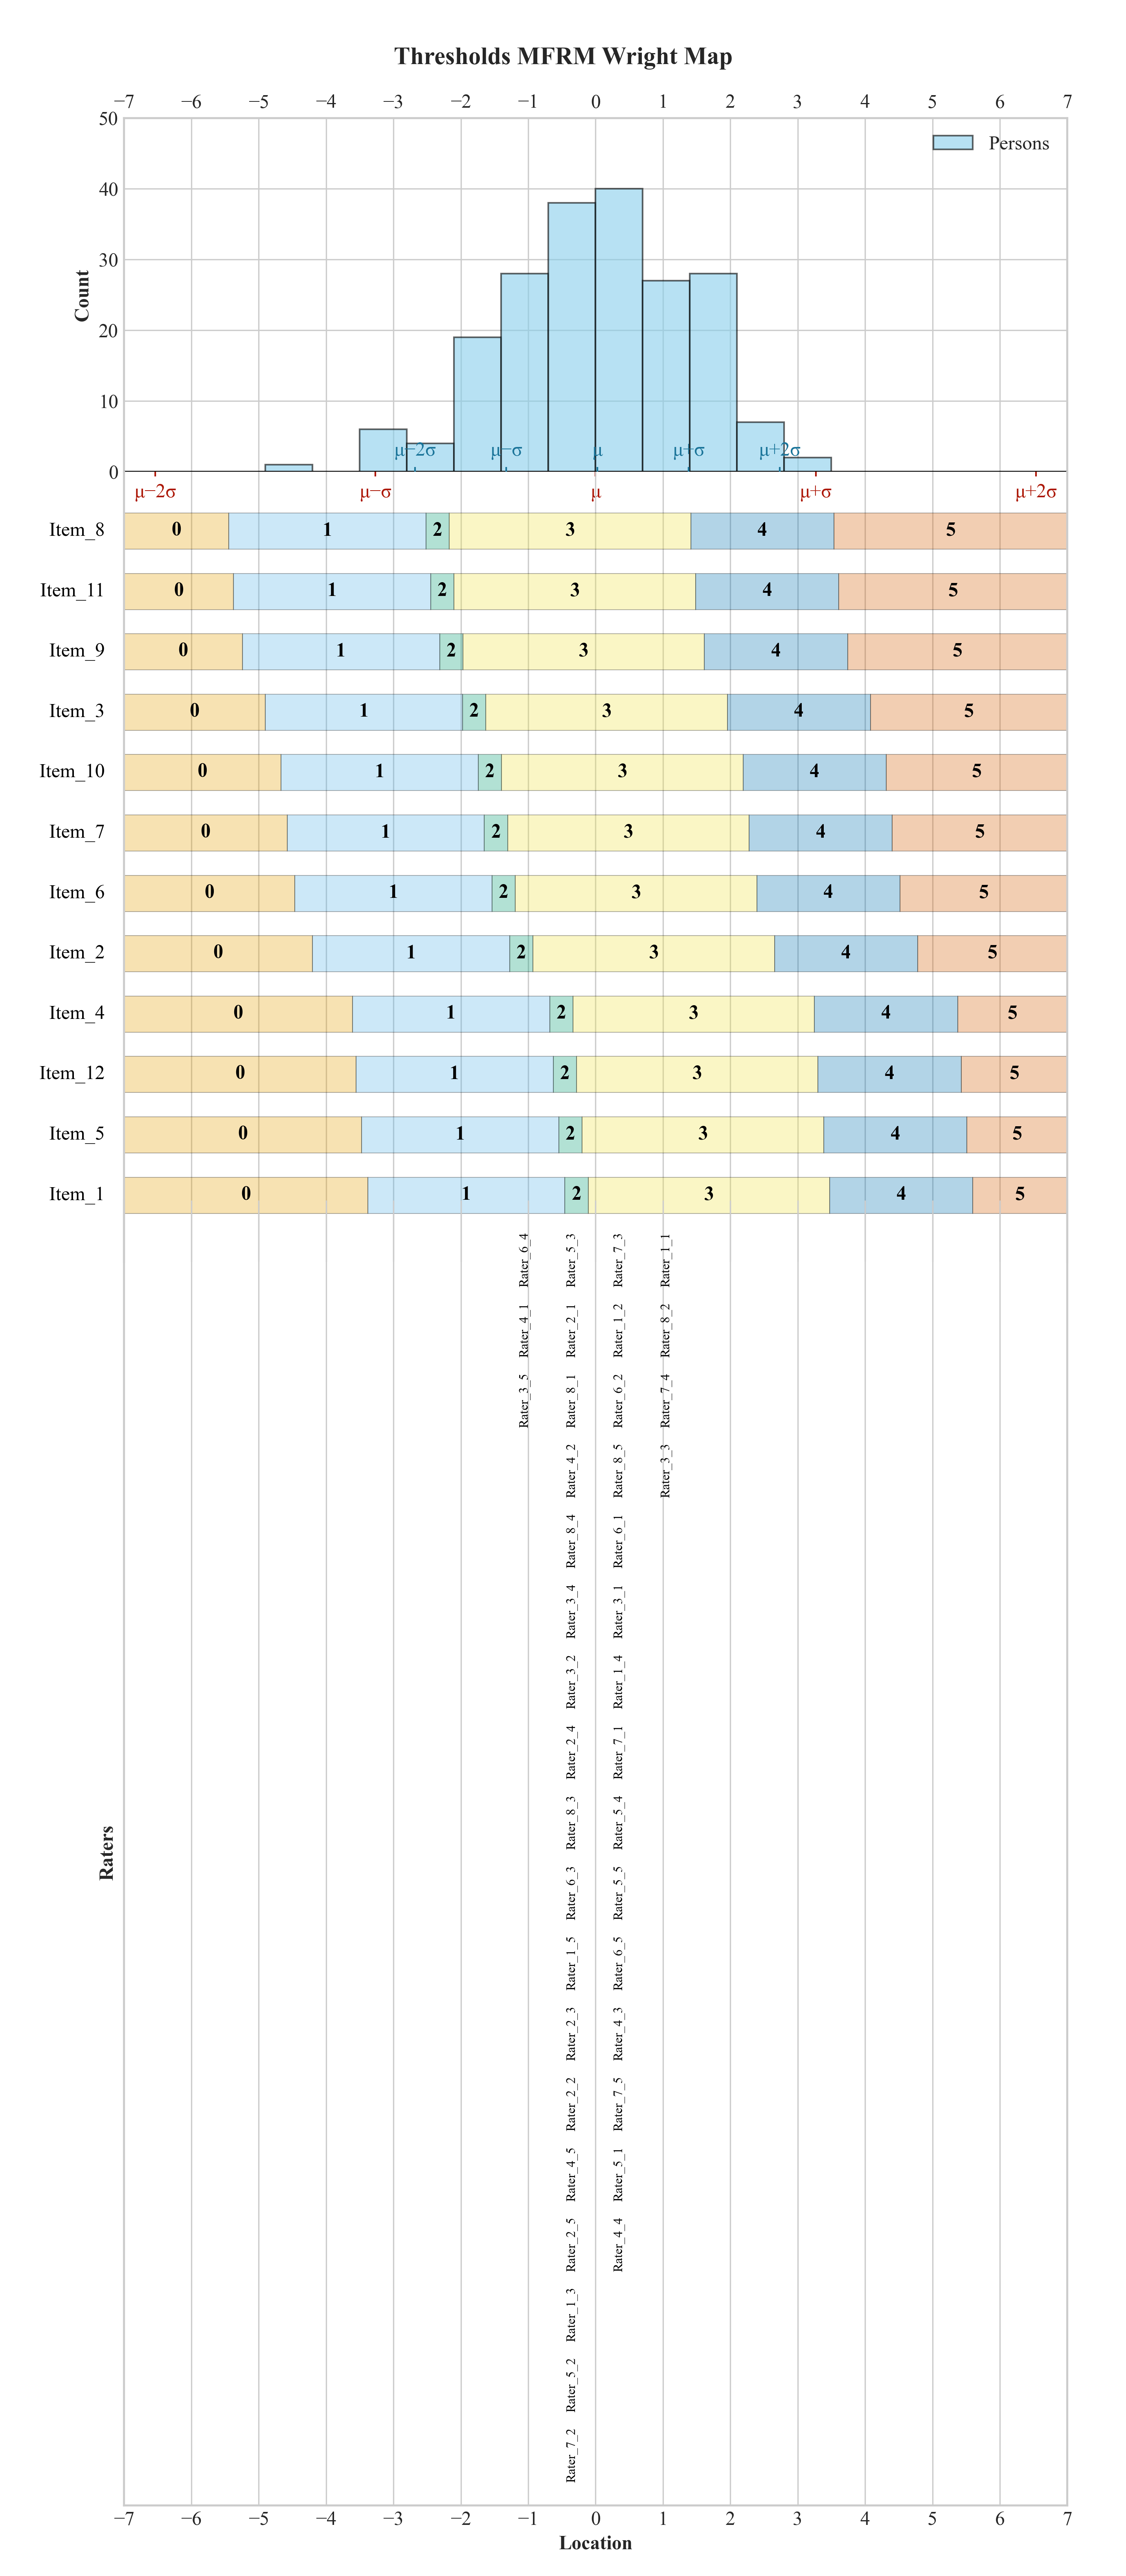 Thresholds MFRM Wright Map
−7 −6 −5 −4 −3 −2 −1 0 1 2 3 4 5 6 7
50
Persons
40
30
Count
20
10
μ−2σ μ−σ μ μ+σ μ+2σ
0
μ−2σ μ−σ μ μ+σ μ+2σ
Item_8 0 1 2 3 4 5
Item_11 0 1 2 3 4 5
Item_9 0 1 2 3 4 5
Item_3 0 1 2 3 4 5
Item_10 0 1 2 3 4 5
Item_7 0 1 2 3 4 5
Item_6 0 1 2 3 4 5
Item_2 0 1 2 3 4 5
Item_4 0 1 2 3 4 5
Item_12 0 1 2 3 4 5
Item_5 0 1 2 3 4 5
Item_1 0 1 2 3 4 5
Rater_6_4 Rater_5_3 Rater_7_3 Rater_1_1
Rater_4_1 Rater_2_1 Rater_1_2 Rater_8_2
Rater_3_5 Rater_8_1 Rater_6_2 Rater_7_4
Rater_4_2 Rater_8_5 Rater_3_3
Rater_8_4 Rater_6_1
Rater_3_4 Rater_3_1
Rater_3_2 Rater_1_4
Rater_2_4 Rater_7_1
Rater_8_3 Rater_5_4
Raters
Rater_6_3 Rater_5_5
Rater_1_5 Rater_6_5
Rater_2_3 Rater_4_3
Rater_2_2 Rater_7_5
Rater_4_5 Rater_5_1
Rater_2_5 Rater_4_4
Rater_1_3
Rater_5_2
Rater_7_2
−7 −6 −5 −4 −3 −2 −1 0 1 2 3 4 5 6 7
Location